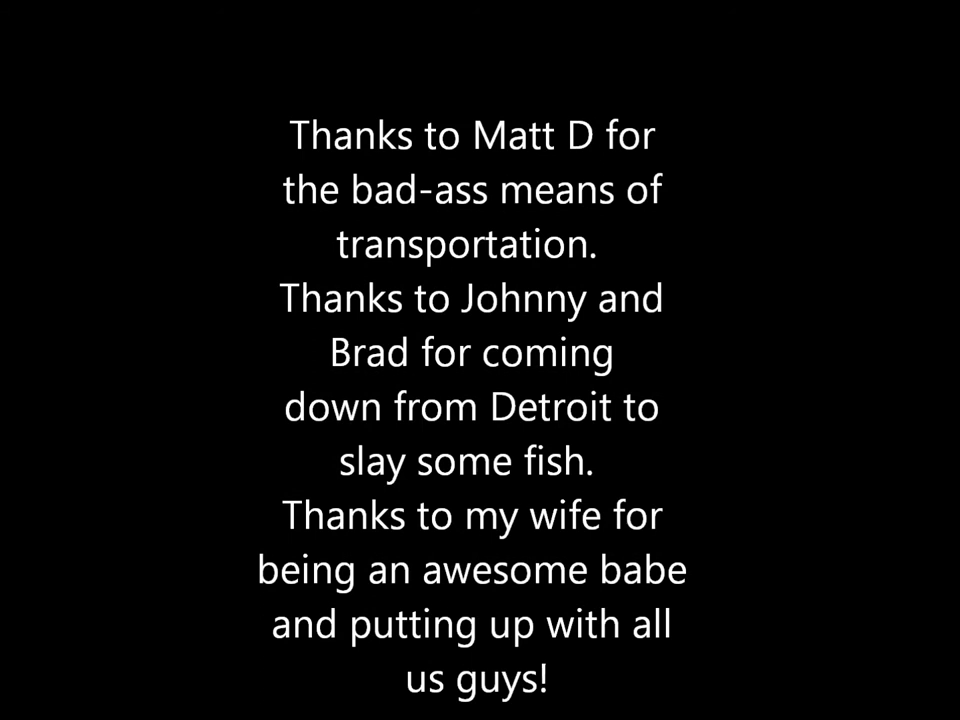 Thanks to Matt D for
the bad-ass means of
transportation.
Thanks to Johnny and
Brad for coming
down from Detroit to
slay some fish.
Thanks to my wife for
being an awesome babe
and putting up with all
us guys!